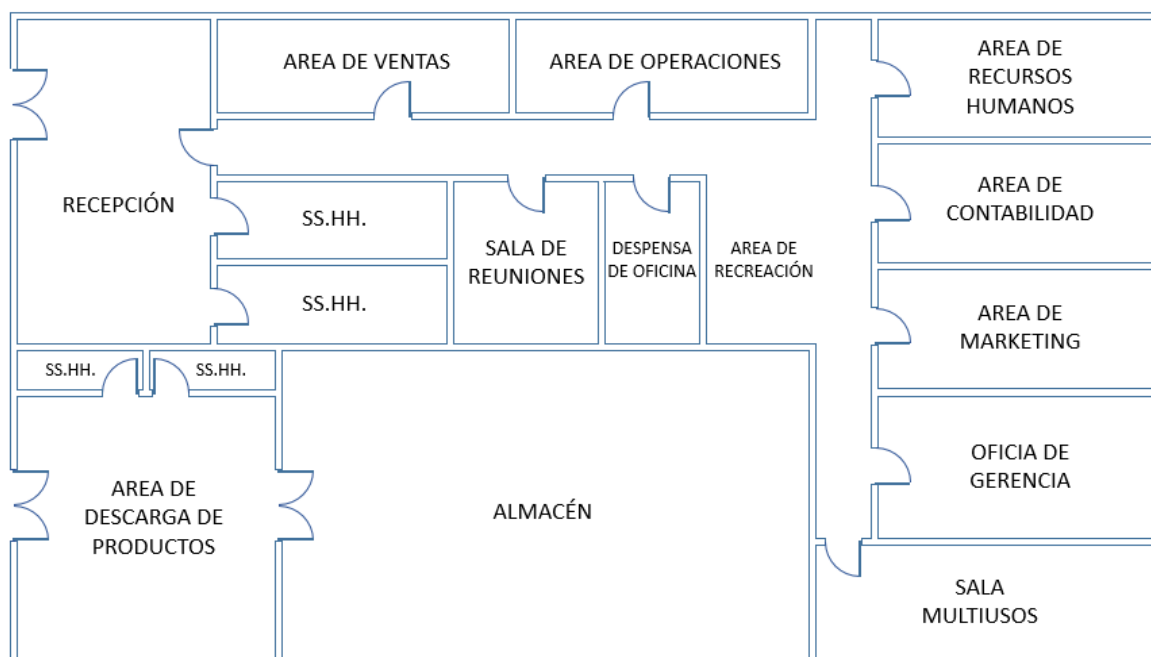 AREA DE VENTAS
AREA DE OPERACIONES
AREA DE
RECURSOS
HUMANOS
RECEPCIÓN
SS.HH.
SS.HH.
SALA DE
REUNIONES
DESPENSA
DE OFICINA
AREA DE
RECREACIÓN
AREA DE
CONTABILIDAD
AREA DE
MARKETING
SS.HH.
SS.HH.
AREA DE
DESCARGA DE
PRODUCTOS
ALMACÉN
OFICIA DE
GERENCIA
SALA
MULTIUSOS